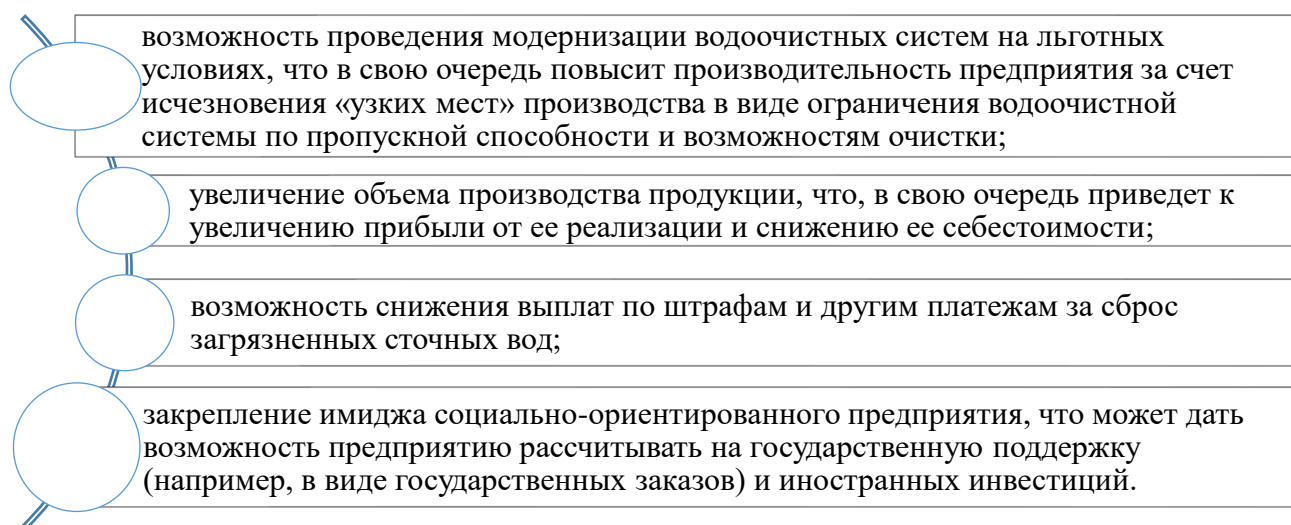 возможность проведения модернизации водоочистных систем на льготных
условиях, что в свою очередь повысит производительность предприятия за счет
исчезновения «узких мест» производства в виде ограничения водоочистной
системы по пропускной способности и возможностям очистки;
увеличение объема производства продукции, что, в свою очередь приведет к
увеличению прибыли от ее реализации и снижению ее себестоимости;
возможность снижения выплат по штрафам и другим платежам за сброс
загрязненных сточных вод;
закрепление имиджа социально-ориентированного предприятия, что может дать
возможность предприятию рассчитывать на государственную поддержку
(например, в виде государственных заказов) и иностранных инвестиций.